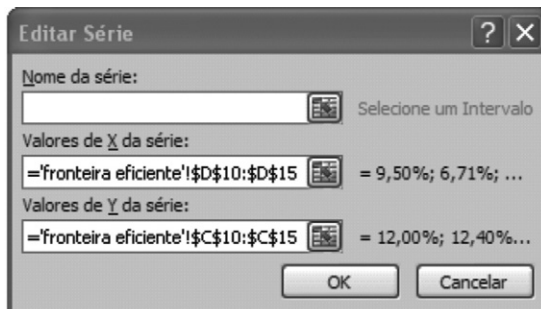 Editar Série
Nome da série:
Selecione um Intervalo
Valores de X da série:
='fronteira eficiente'!$D$10:$D$15 = 9,50%; 6,71%; ...
Valores de Y da série:
='fronteira eficiente'!$C$10:$C$15 = 12,00%; 12,40%...
OK Cancelar